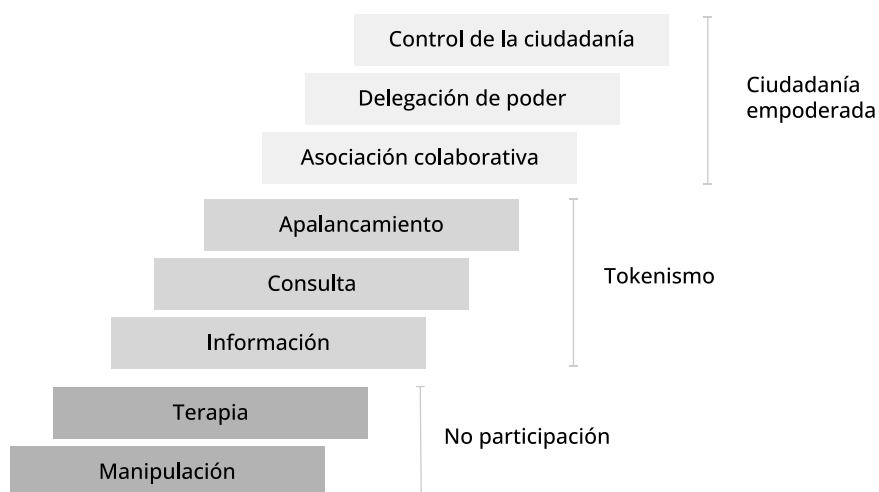 Control de la ciudadanía
Delegación de poder
Asociación colaborativa
Ciudadanía
empoderada
Apalancamiento
Consulta
Información
Tokenismo
Terapia
Manipulación
No participación